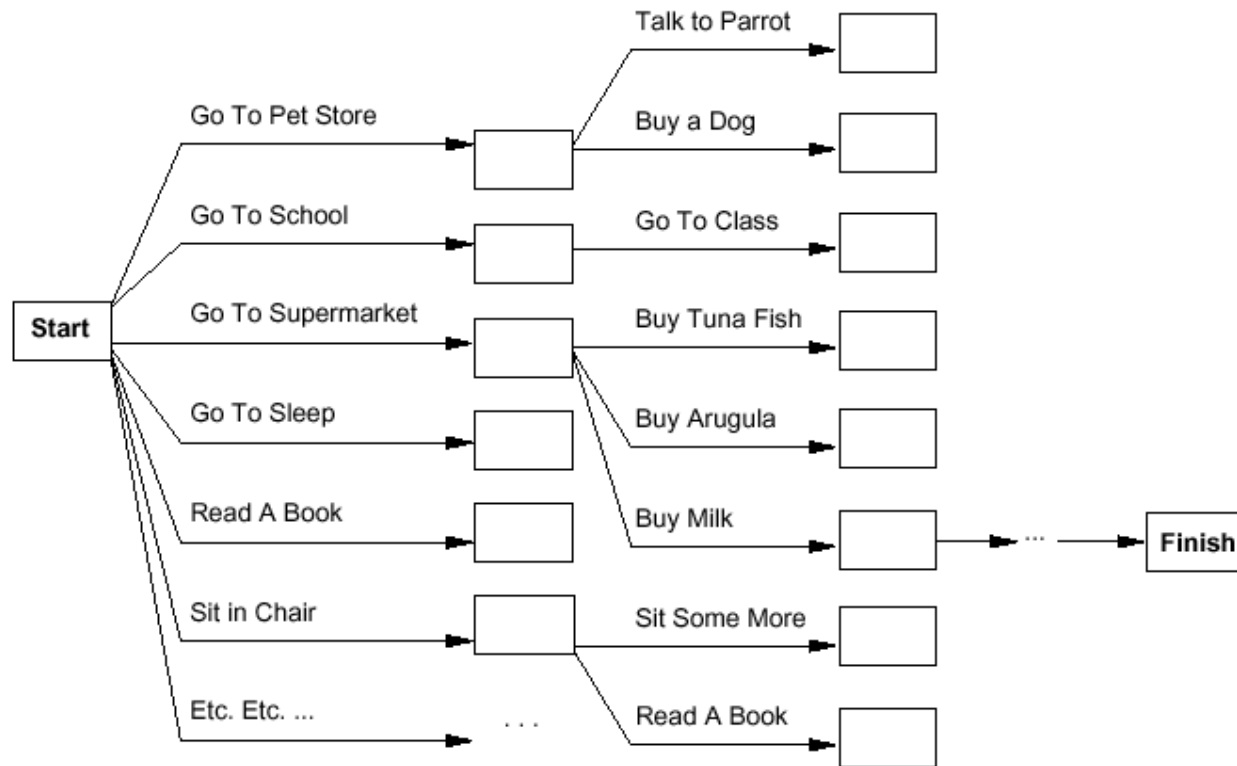 Talk to Parrot
Go To Pet Store
Buy a Dog
Go To School
Go To Class
Start
Go To Supermarket
Buy Tuna Fish
Go To Sleep
Buy Arugula
Read A Book
Buy Milk
...
Finish
Sit in Chair
Sit Some More
Etc. Etc. ...
. . .
Read A Book